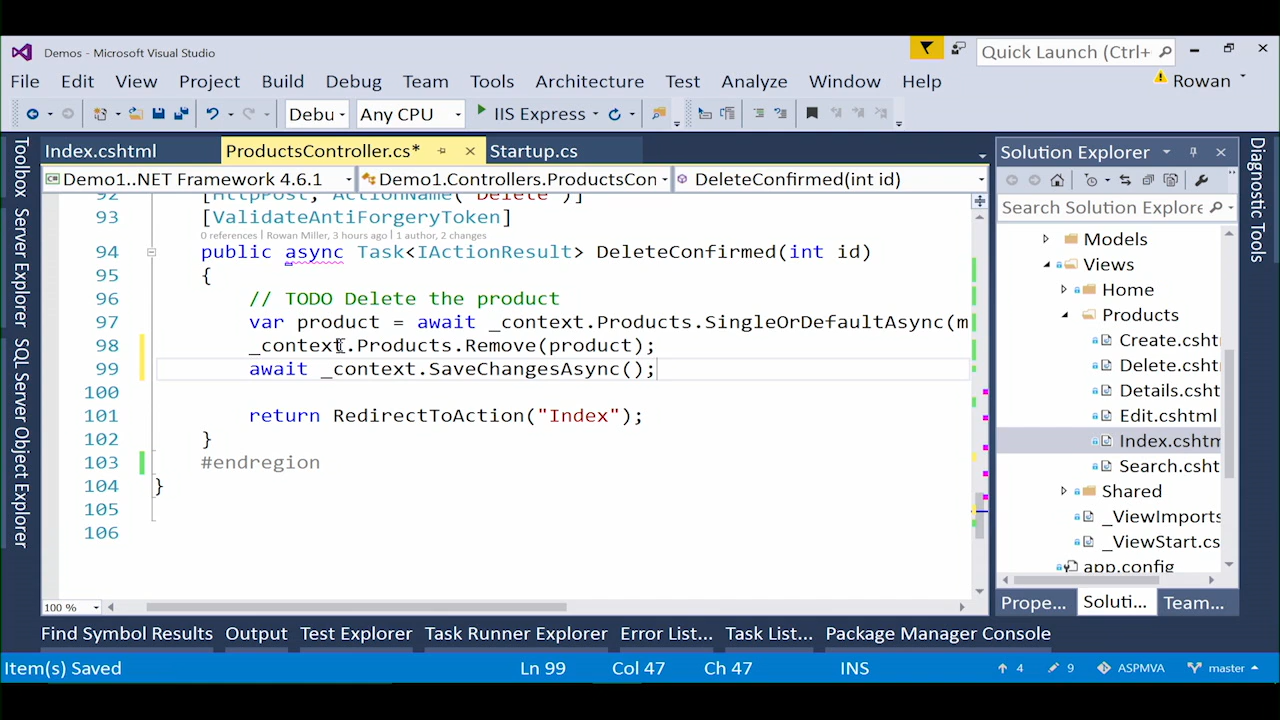 Demos - Microsoft Visual Studio
Quick Launch (Ctrl+
File Edit View Project Build Debug Team Tools Architecture Test Analyze Window Help
Rowan
Debu Any CPU IIS Express
Index.cshtml ProductsController.cs* Startup.cs
Demo1..NET Framework 4.6.1 Demo1.Controllers.ProductsCon DeleteConfirmed(int id)
92 [HttpPost, ActionName("Delete")]
93 [ValidateAntiForgeryToken]
0 references | Rowan Miller, 3 hours ago | 1 author, 2 changes
94 public async Task<IActionResult> DeleteConfirmed(int id)
95 {
96 // TODO Delete the product
97 var product = await _context.Products.SingleOrDefaultAsync(m
98 _context.Products.Remove(product);
99 await _context.SaveChangesAsync();
100
101 return RedirectToAction("Index");
102 }
103 #endregion
104 }
105
106
100 %
Toolbox
Server Explorer
SQL Server Object Explorer
Solution Explorer
Search Solution Explore
Models
Views
Home
Products
Create.cshti
Delete.cshti
Details.csht
Edit.cshtml
Index.cshtm
Search.csht
Shared
_ViewImports
_ViewStart.cs
app.config
Prope... Soluti... Team...
Diagnostic Tools
Find Symbol Results Output Test Explorer Task Runner Explorer Error List... Task List... Package Manager Console
Item(s) Saved Ln 99 Col 47 Ch 47 INS 4 9 ASPMVA master